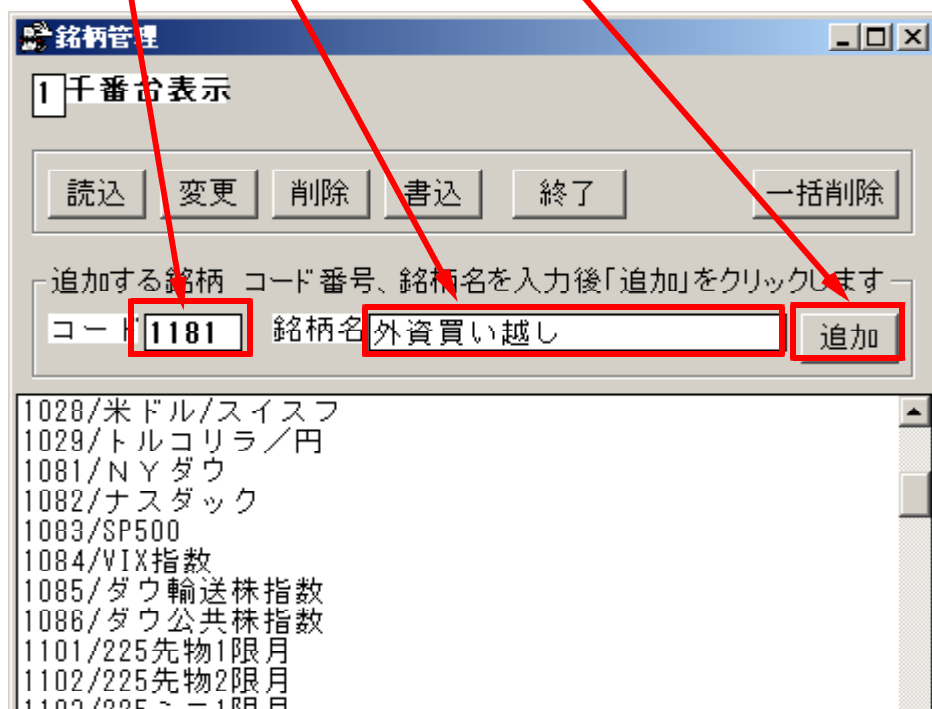 銘柄管理
1千番台表示
読込 変更 削除 書込 終了 一括削除
追加する銘柄 コード番号、銘柄名を入力後「追加」をクリックします
コード 1181 銘柄名 外資買い越し 追加
1028/米ドル/スイスフ
1029/トルコリラ／円
1081/ＮＹダウ
1082/ナスダック
1083/SP500
1084/VIX指数
1085/ダウ輸送株指数
1086/ダウ公共株指数
1101/225先物1限月
1102/225先物2限月